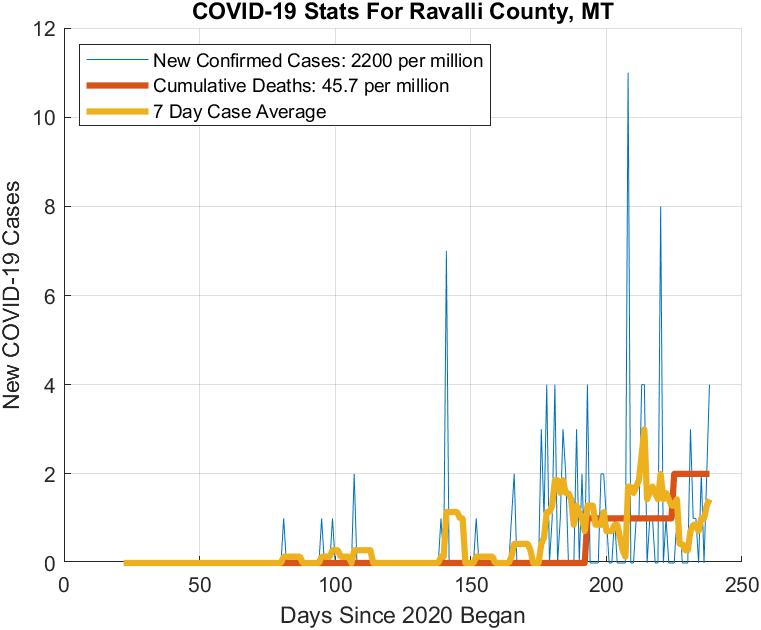 COVID-19 Stats For Ravalli County, MT
New Confirmed Cases: 2200 per million
Cumulative Deaths: 45.7 per million
7 Day Case Average
New COVID-19 Cases
12
10
8
6
4
2
0
0 50 100 150 200 250
Days Since 2020 Began